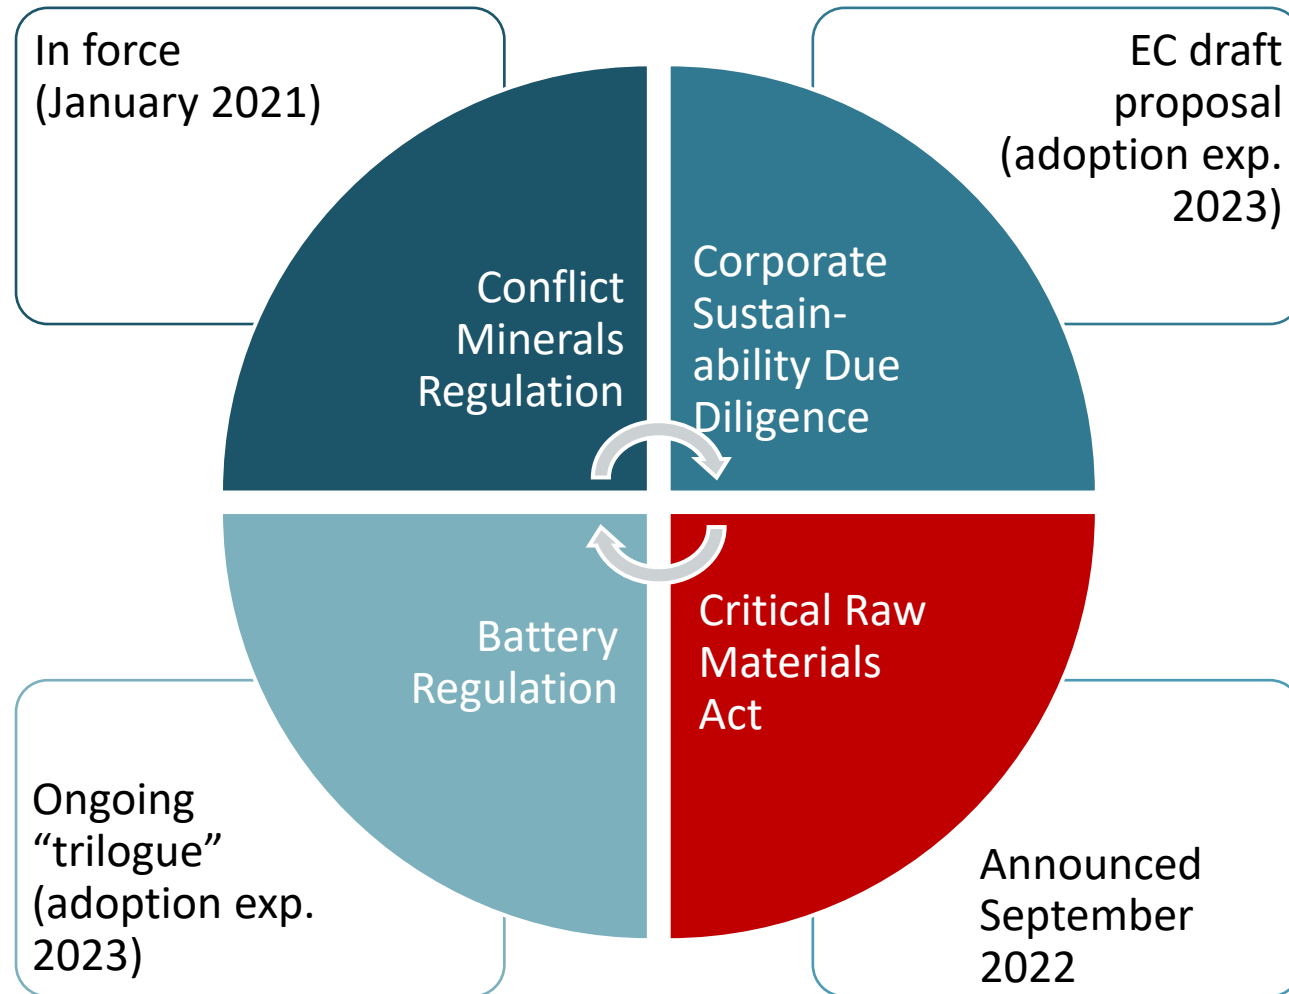 In force
(January 2021)
EC draft
proposal
(adoption exp.
2023)
Conflict
Minerals
Regulation
Corporate
Sustain-
ability Due
Diligence
Battery
Regulation
Critical Raw
Materials
Act
Ongoing
“trilogue”
(adoption exp.
2023)
Announced
September
2022